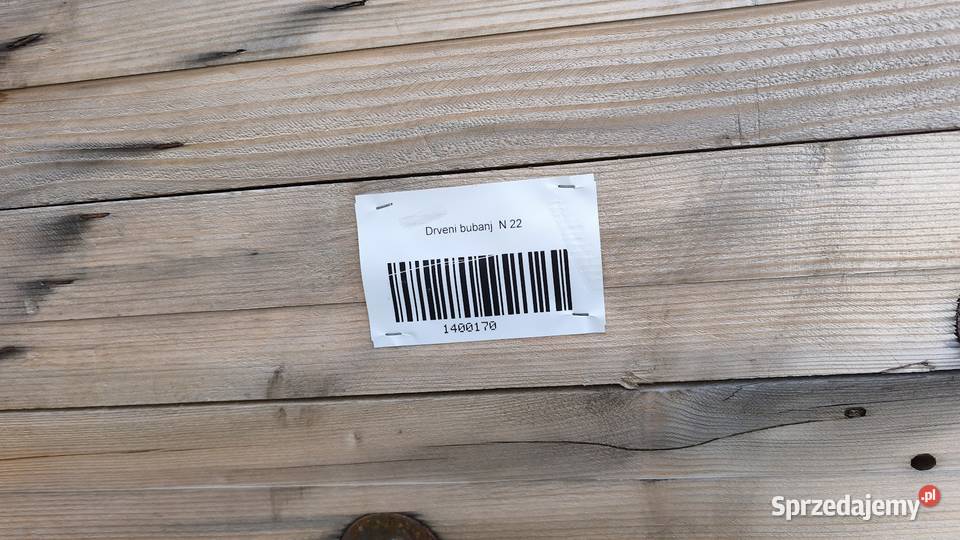 Drveni bubanj N 22
1400170
Sprzedajemy.pl